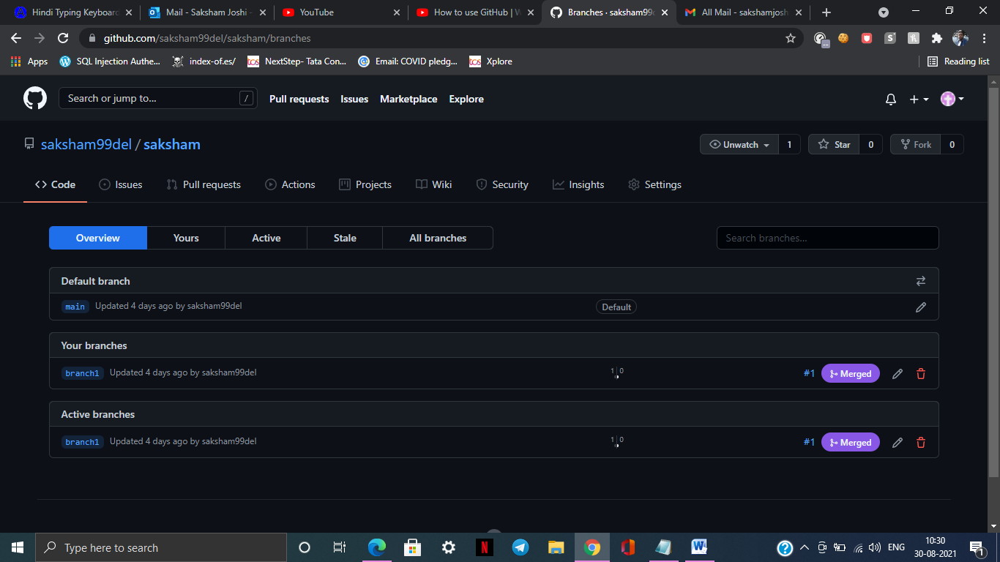 Hindi Typing Keyboard
Mail - Saksham Joshi -
YouTube
How to use GitHub | W
Branches · saksham99
All Mail - sakshamjosh
github.com/saksham99del/saksham/branches
Apps
SQL Injection Authe...
index-of.es/
tcs
NextStep- Tata Con...
Email: COVID pledg...
tcs
Xplore
Reading list
Search or jump to...
/
Pull requests
Issues
Marketplace
Explore
saksham99del / saksham
Unwatch
1
Star
0
Fork
0
Code
Issues
Pull requests
Actions
Projects
Wiki
Security
Insights
Settings
Overview
Yours
Active
Stale
All branches
Search branches...
Default branch
main Updated 4 days ago by saksham99del
Default
Your branches
branch1 Updated 4 days ago by saksham99del
1 0
#1 Merged
Active branches
branch1 Updated 4 days ago by saksham99del
1 0
#1 Merged
Type here to search
N
W
ENG
10:30
30-08-2021
1